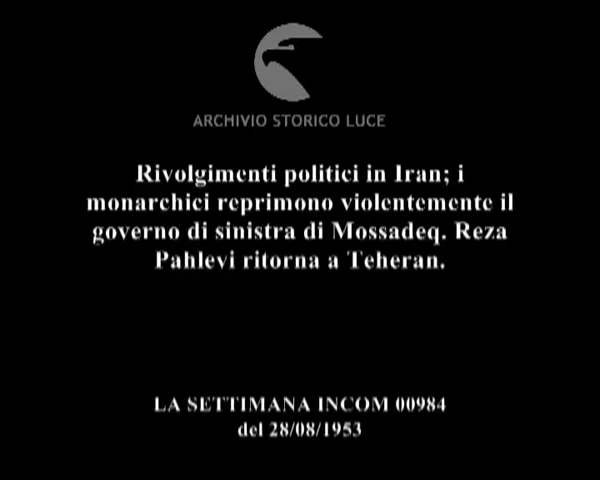 ARCHIVIO STORICO LUCE
Rivolgimenti politici in Iran; i
monarchici reprimono violentemente il
governo di sinistra di Mossadeq. Reza
Pahlevi ritorna a Teheran.
LA SETTIMANA INCOM 00984
del 28/08/1953